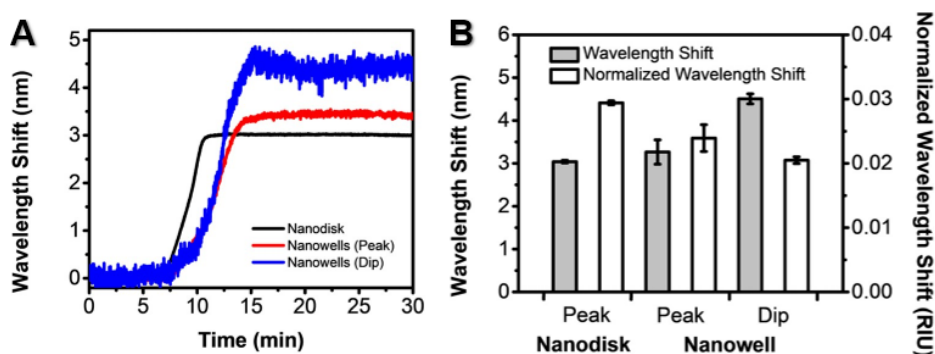 A
Wavelength Shift (nm)
5
4
3
2
1
0
Nanodisk
Nanowells (Peak)
Nanowells (Dip)
0 5 10 15 20 25 30
Time (min)
B
Wavelength Shift (nm)
6
5
4
3
2
1
0
Wavelength Shift
Normalized Wavelength Shift
0.04
0.03
0.02
0.01
0.00
Normalized Wavelength Shift (RIU)
Peak Peak Dip
Nanodisk Nanowell